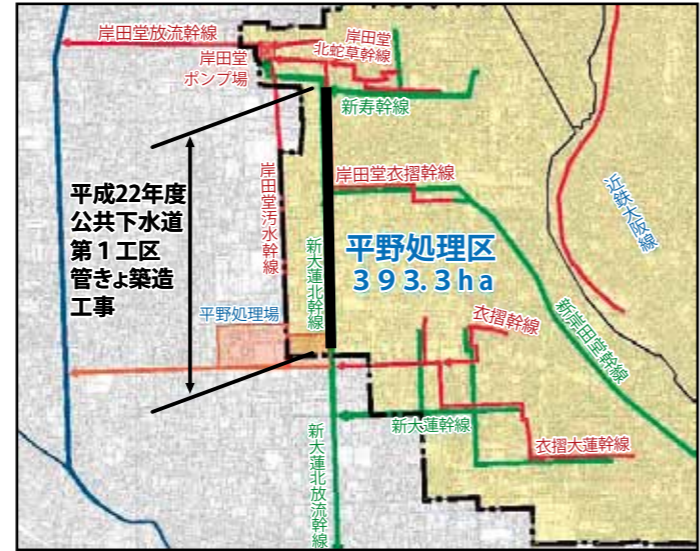 岸田堂放流幹線
岸田堂
北蛇草幹線
岸田堂
ポンプ場
新寿幹線
岸田堂衣摺幹線
近鉄大阪線
岸田堂汚水幹線
平成22年度
公共下水道
第1工区
管きょ築造
工事
新大蓮北幹線
平野処理区
393.3ha
平野処理場
衣摺幹線
新岸田堂幹線
新大蓮幹線
衣摺大蓮幹線
新大蓮北放流幹線